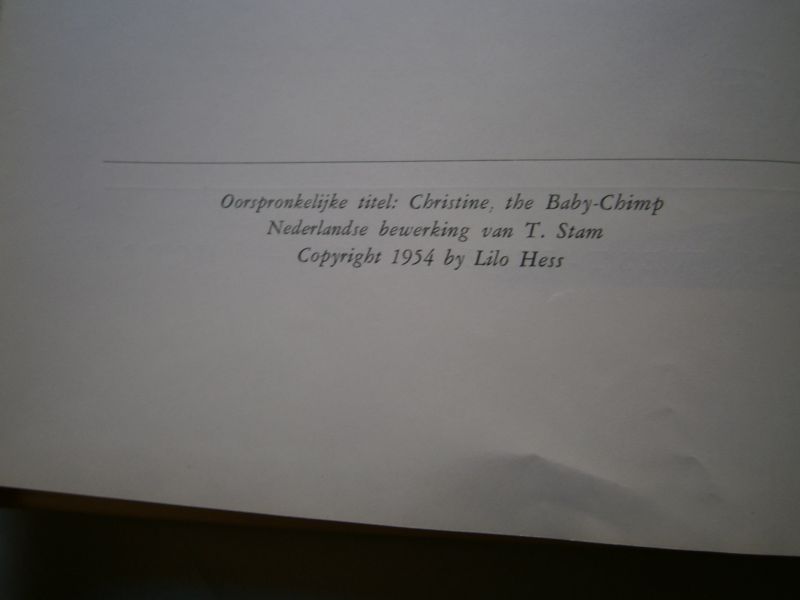 Oorspronkelijke titel: Christine, the Baby-Chimp
Nederlandse bewerking van T. Stam
Copyright 1954 by Lilo Hess